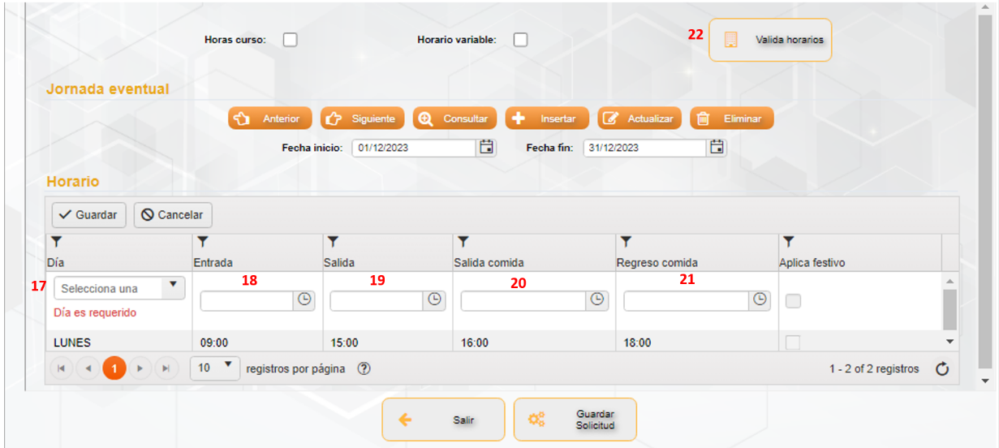 Horas curso: Horario variable: 22 Valida horarios
Jornada eventual
Anterior Siguiente Consultar Insertar Actualizar Eliminar
Fecha inicio: 01/12/2023 Fecha fin: 31/12/2023
Horario
Guardar Cancelar
Día Entrada Salida Salida comida Regreso comida Aplica festivo
17 Selecciona una 18 19 20 21
Día es requerido
LUNES 09:00 15:00 16:00 18:00
1 10 registros por página ? 1 - 2 of 2 registros
Salir Guardar
Solicitud